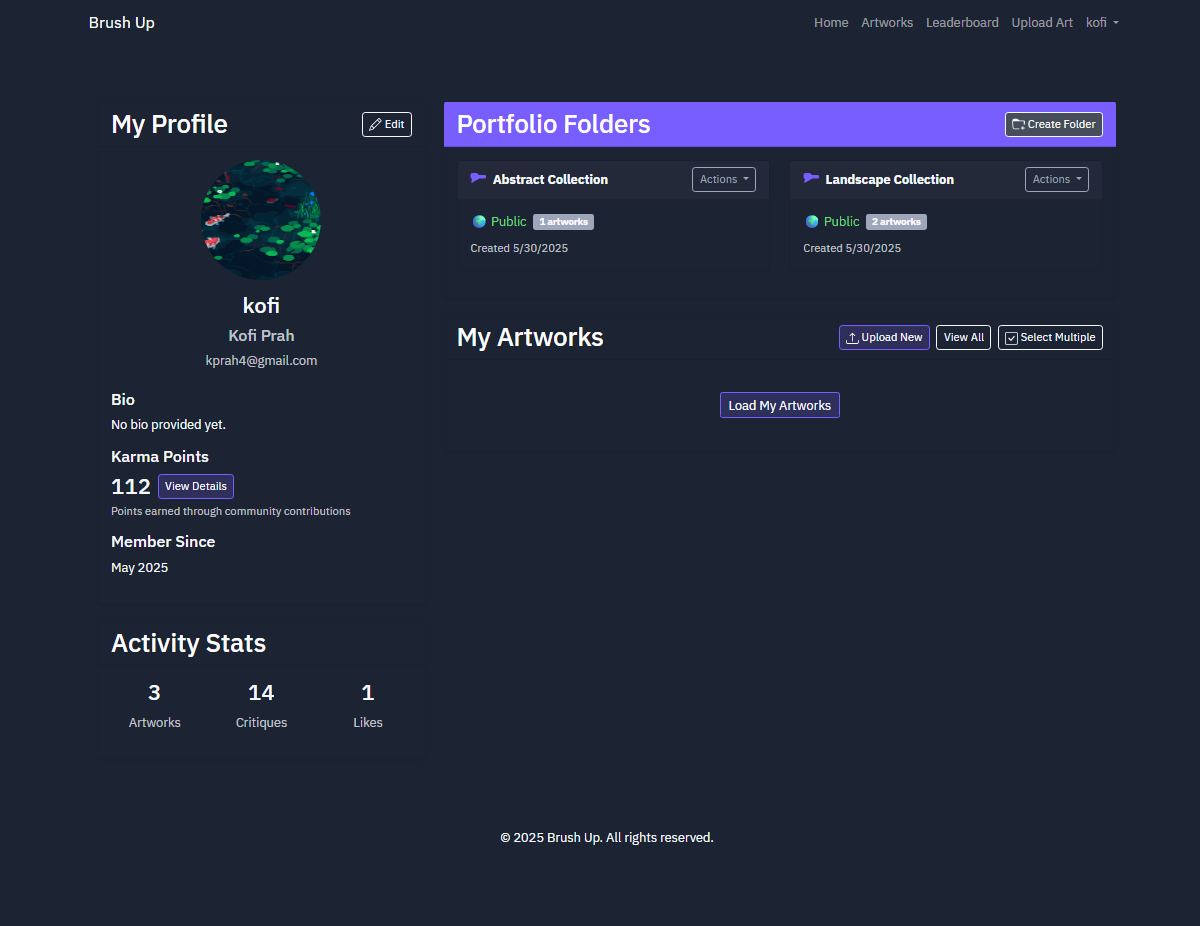 Brush Up
Home Artworks Leaderboard Upload Art kofi
My Profile
Edit
kofi
Kofi Prah
kprah4@gmail.com
Bio
No bio provided yet.
Karma Points
112 View Details
Points earned through community contributions
Member Since
May 2025
Activity Stats
3 14 1
Artworks Critiques Likes
Portfolio Folders
Create Folder
Abstract Collection
Actions
Public 1 artworks
Created 5/30/2025
Landscape Collection
Actions
Public 2 artworks
Created 5/30/2025
My Artworks
Upload New View All Select Multiple
Load My Artworks
© 2025 Brush Up. All rights reserved.